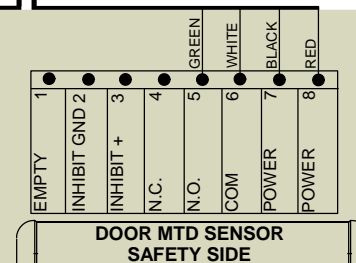 GREEN
WHITE
BLACK
RED
EMPTY 1
INHIBIT GND 2
INHIBIT + 3
N.C. 4
N.O. 5
COM 6
POWER 7
POWER 8
DOOR MTD SENSOR
SAFETY SIDE